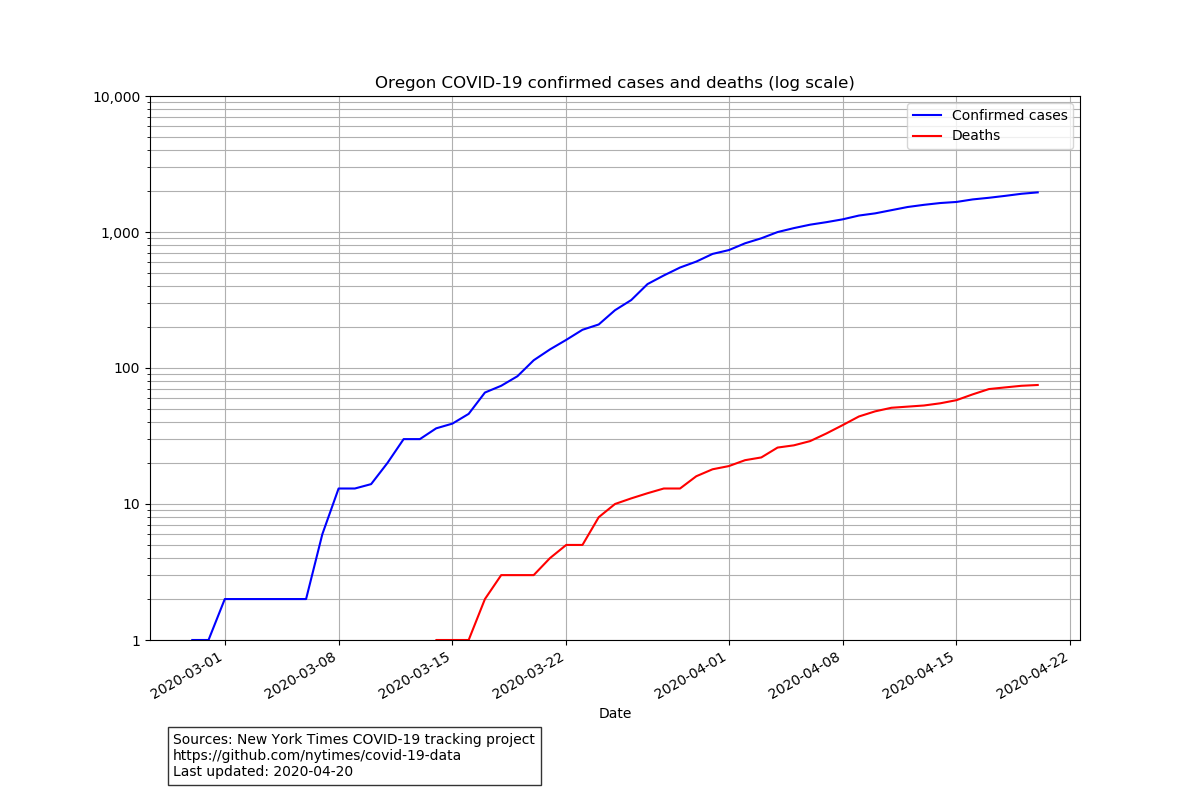 Oregon COVID-19 confirmed cases and deaths (log scale)
10,000
1,000
100
10
1
Confirmed cases
Deaths
2020-03-01
2020-03-08
2020-03-15
2020-03-22
2020-04-01
2020-04-08
2020-04-15
2020-04-22
Date
Sources: New York Times COVID-19 tracking project
https://github.com/nytimes/covid-19-data
Last updated: 2020-04-20